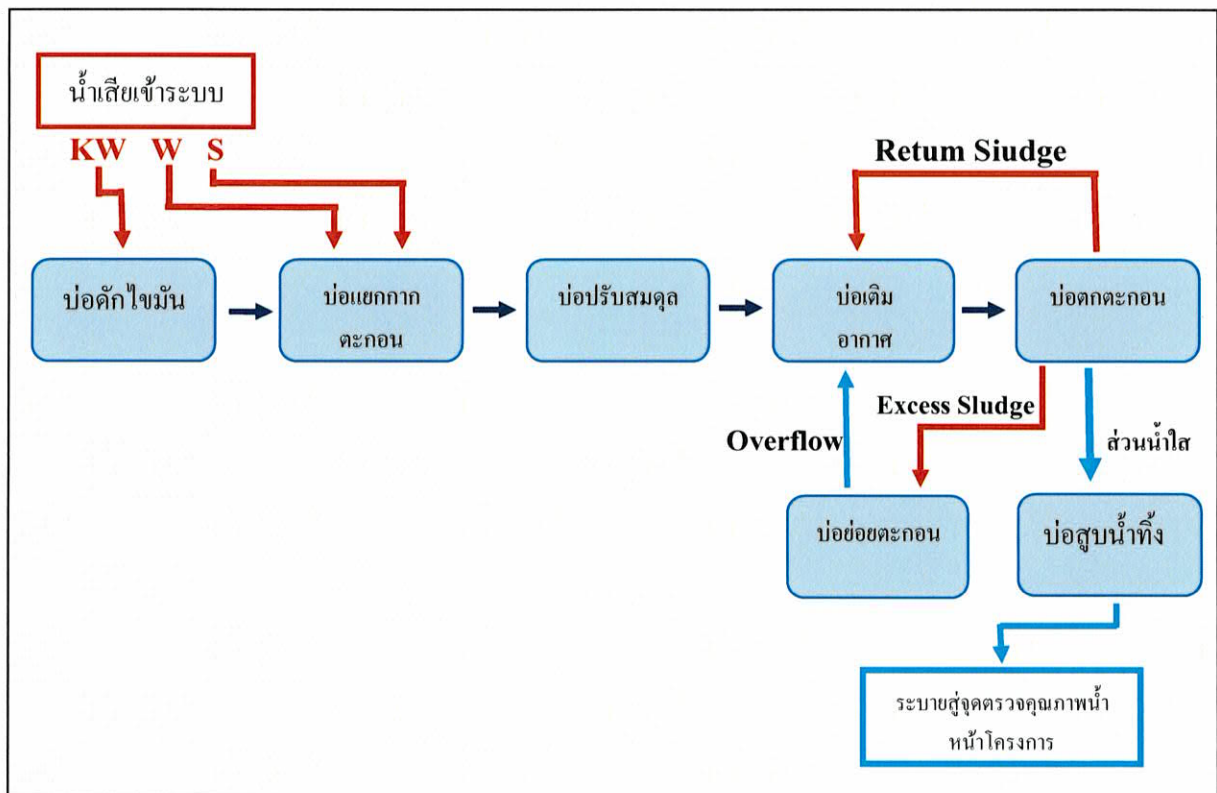 น้ำเสียเข้าระบบ
KW W S
Retum Siudge
บ่อดักไขมัน
บ่อแยกกาก
ตะกอน
บ่อปรับสมดุล
บ่อเติม
อากาศ
บ่อตกตะกอน
Excess Sludge
Overflow
ส่วนน้ำใส
บ่อย่อยตะกอน
บ่อสูบน้ำทิ้ง
ระบายสู่จุดตรวจคุณภาพน้ำ
หน้าโครงการ